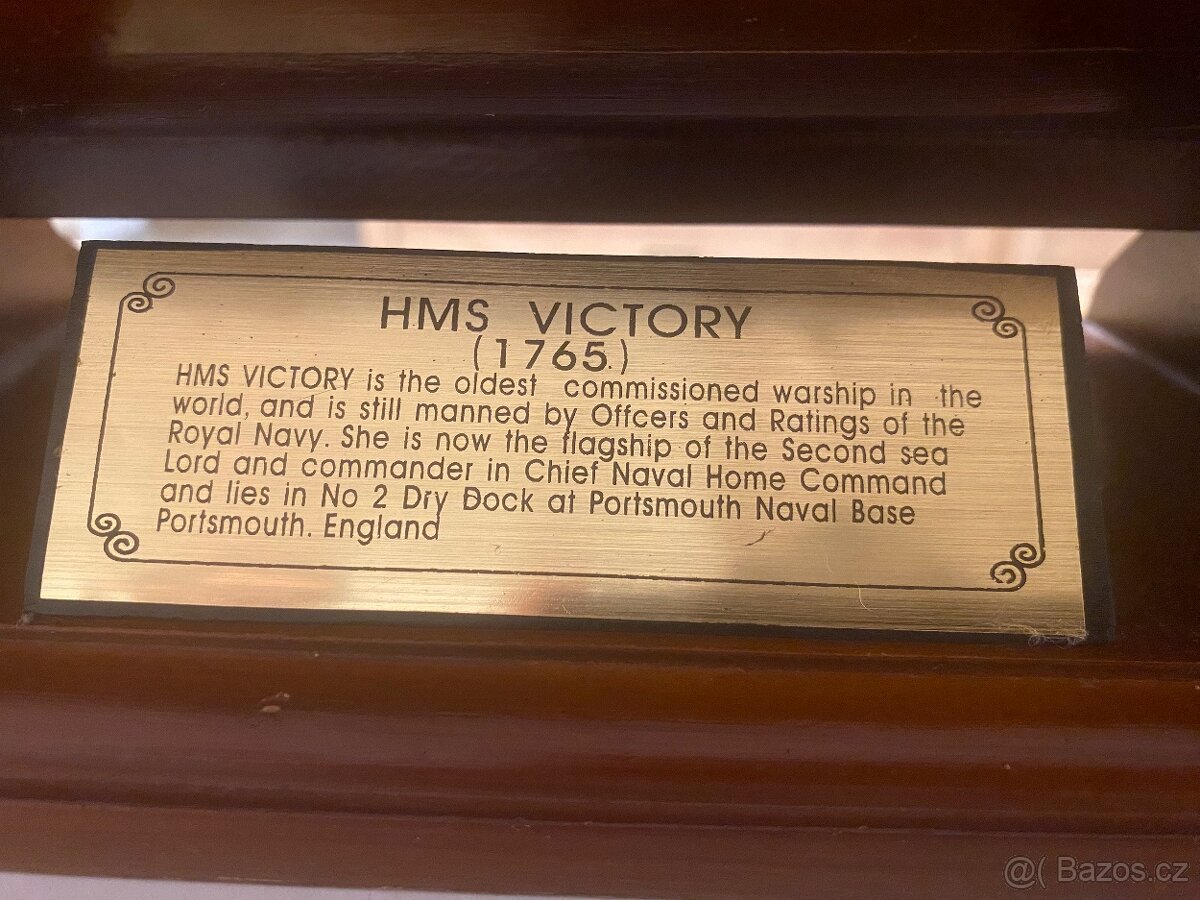 HMS VICTORY
(1765.)
HMS VICTORY is the oldest commissioned warship in the
world, and is still manned by Offcers and Ratings of the
Royal Navy. She is now the flagship of the Second sea
Lord and commander in Chief Naval Home Command
and lies in No 2 Dry Dock at Portsmouth Naval Base
Portsmouth. England
@( Bazos.cz